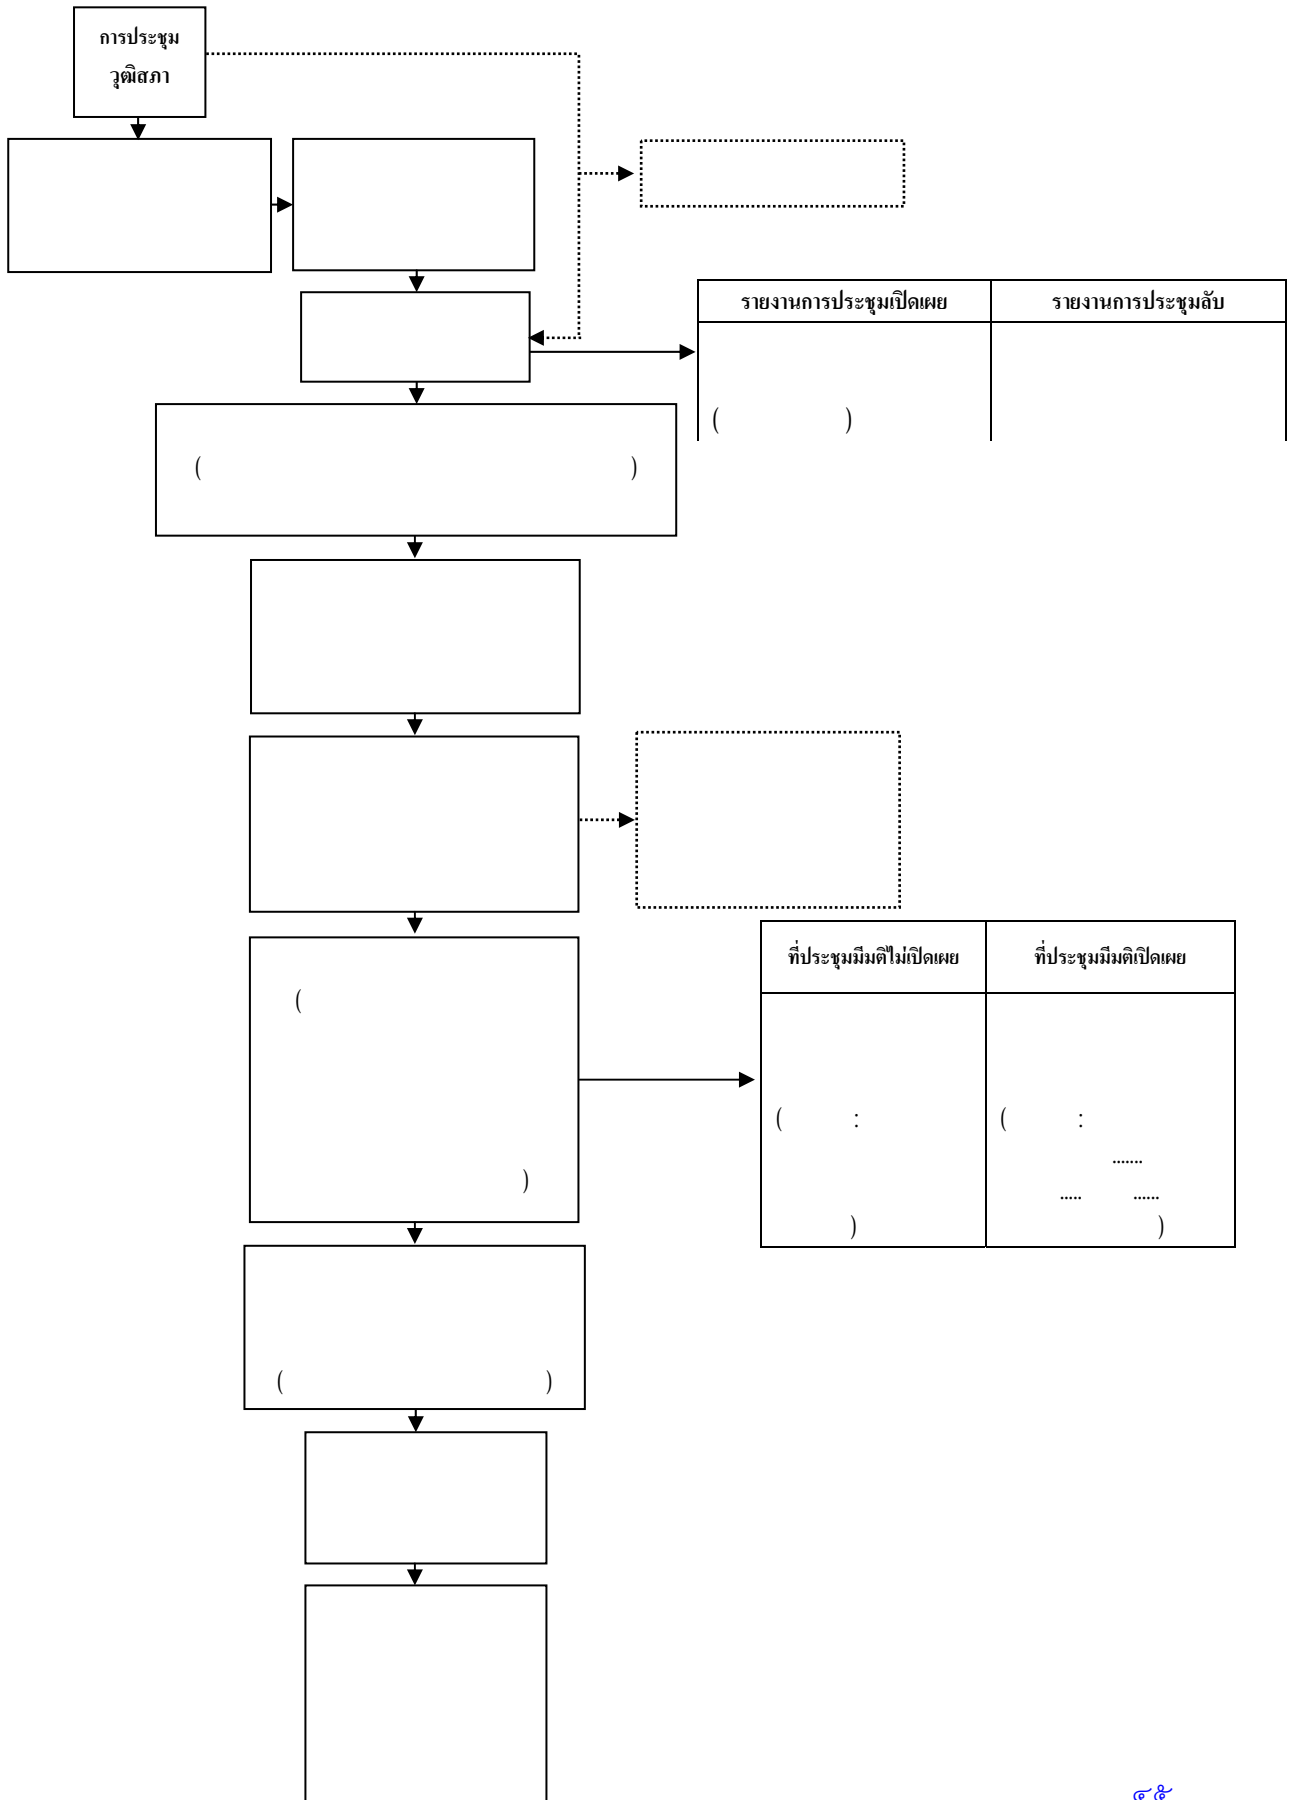 การประชุม
วุฒิสภา
รายงานการประชุมเปิดเผย
รายงานการประชุมลับ
( )
( )
ที่ประชุมมีมติไม่เปิดเผย
ที่ประชุมมีมติเปิดเผย
(
)
( :
)
( :
.......
..... ......
)
( )